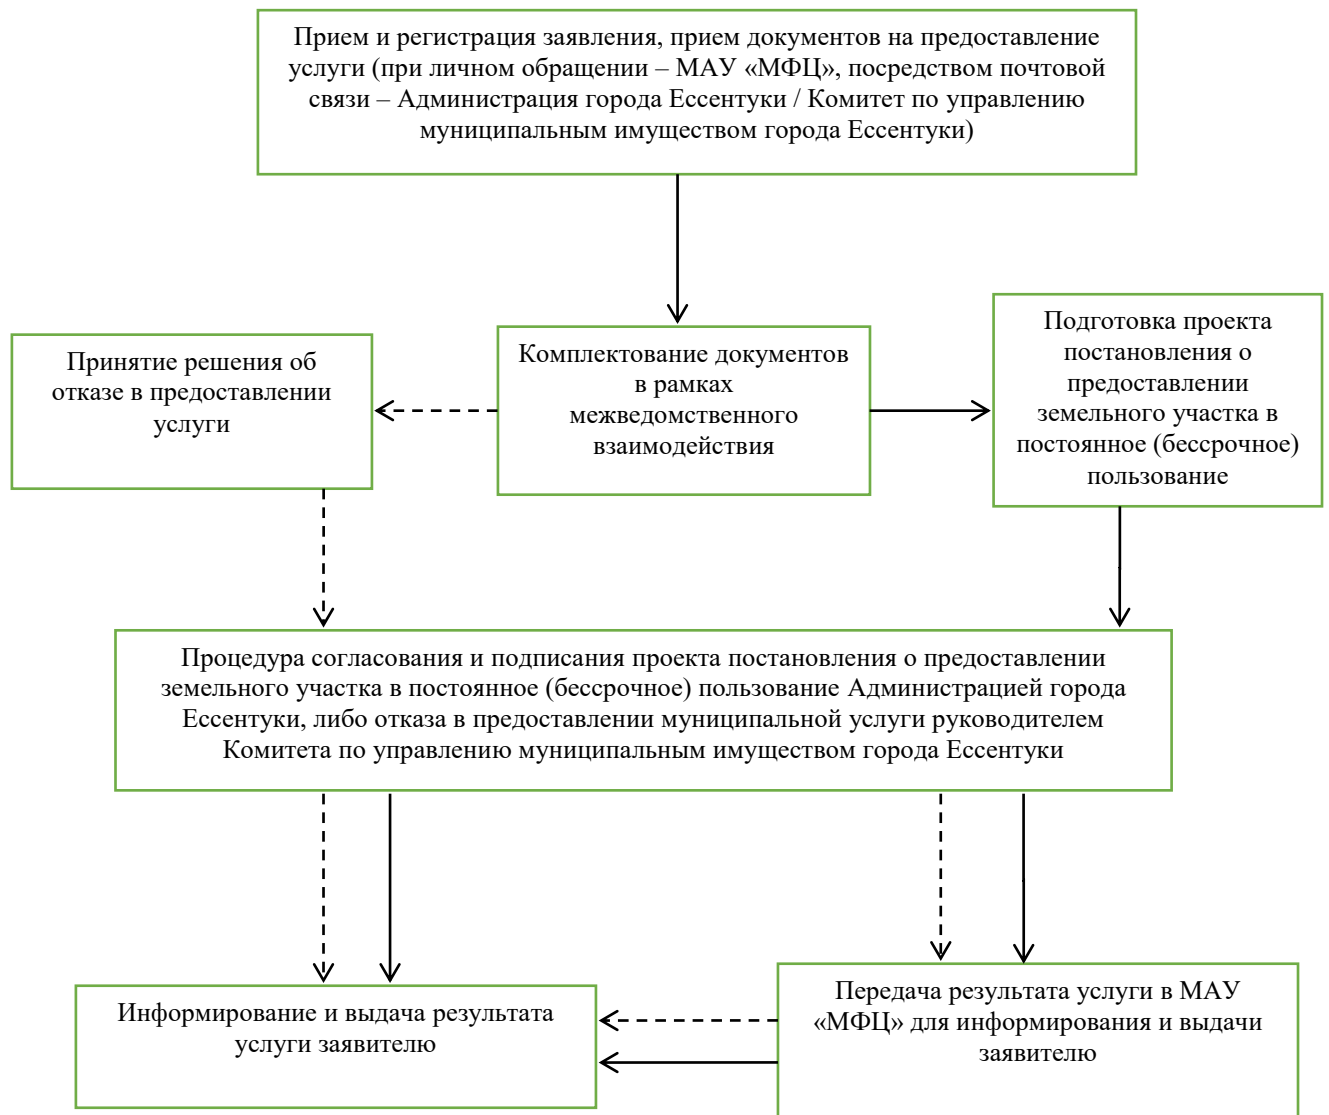 Прием и регистрация заявления, прием документов на предоставление
услуги (при личном обращении – МАУ «МФЦ», посредством почтовой
связи – Администрация города Ессентуки / Комитет по управлению
муниципальным имуществом города Ессентуки)
Принятие решения об
отказе в предоставлении
услуги
Комплектование документов
в рамках
межведомственного
взаимодействия
Подготовка проекта
постановления о
предоставлении
земельного участка в
постоянное (бессрочное)
пользование
Процедура согласования и подписания проекта постановления о предоставлении
земельного участка в постоянное (бессрочное) пользование Администрацией города
Ессентуки, либо отказа в предоставлении муниципальной услуги руководителем
Комитета по управлению муниципальным имуществом города Ессентуки
Информирование и выдача результата
услуги заявителю
Передача результата услуги в МАУ
«МФЦ» для информирования и выдачи
заявителю